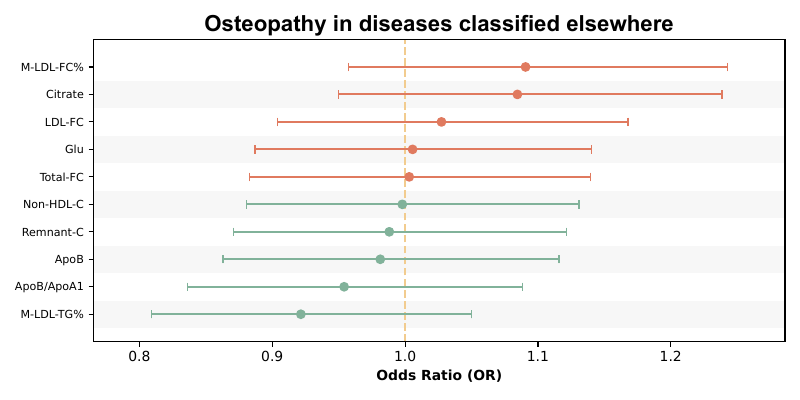 Osteopathy in diseases classified elsewhere
M-LDL-FC%
Citrate
LDL-FC
Glu
Total-FC
Non-HDL-C
Remnant-C
ApoB
ApoB/ApoA1
M-LDL-TG%
0.8 0.9 1.0 1.1 1.2
Odds Ratio (OR)